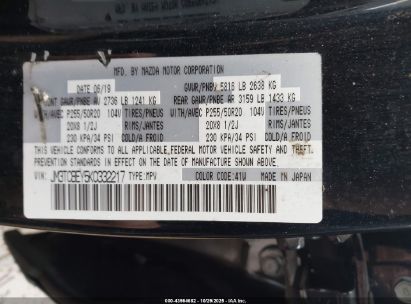 MFD. BY MAZDA MOTOR CORPORATION
DATE 06/19 GVWR/PNBV 5816 LB 2638 KG
FRONT GAWR/PNBE AV 2736 LB 1241 KG REAR GAWR/PNBE AR 3159 LB 1433 KG
WITH/AVEC P255/50R20 104V TIRES/PNEUS WITH/AVEC P255/50R20 104V TIRES/PNEUS
20X8 1/2J RIMS/JANTES 20X8 1/2J RIMS/JANTES
230 KPA/34 PSI COLD/A FROID 230 KPA/34 PSI COLD/A FROID
THIS VEHICLE CONFORMS TO ALL APPLICABLE FEDERAL MOTOR VEHICLE SAFETY, BUMPER, AND THEFT
PREVENTION STANDARDS IN EFFECT ON THE DATE OF MANUFACTURE SHOWN ABOVE.
JM3TCBEY5K0332217 TYPE:MPV COLOR CODE:41W MADE IN JAPAN